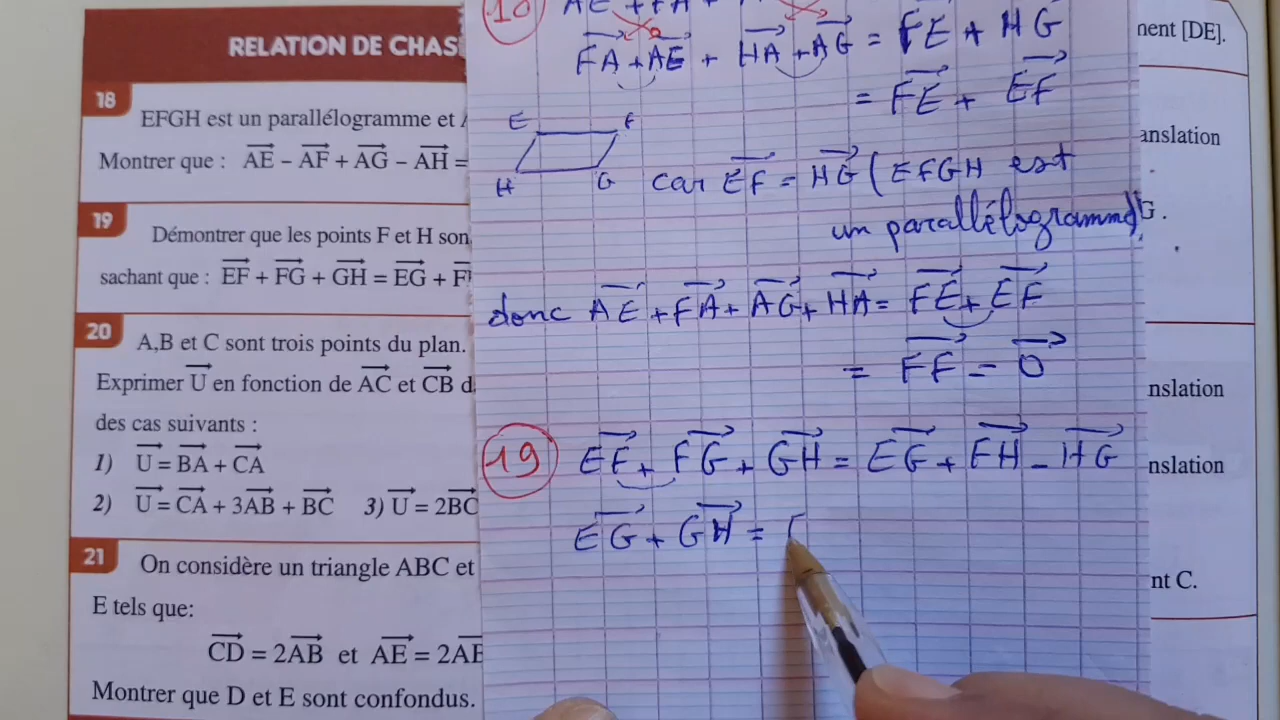 RELATION DE CHAS
18
EFGH est un parallélogramme et
Montrer que : AE - AF + AG - AH =
19
Démontrer que les points F et H son
sachant que : EF + FG + GH = EG + F
20
A,B et C sont trois points du plan.
Exprimer U en fonction de AC et CB d
des cas suivants :
1) U = BA + CA
2) U = CA + 3AB + BC 3) U = 2BC
21
On considère un triangle ABC et
E tels que:
CD = 2AB et AE = 2AE
Montrer que D et E sont confondus.
FA + AE + HA + AG = FE + HG
= FE + EF
E F
H G
car EF = HG (EFGH est
un parallélogramme)
donc AE + FA + AG + HA = FE + EF
= FF = 0
19 EF + FG + GH = EG + FH - HG
EG + GH =
ment [DE].
anslation
G.
nslation
nslation
nt C.